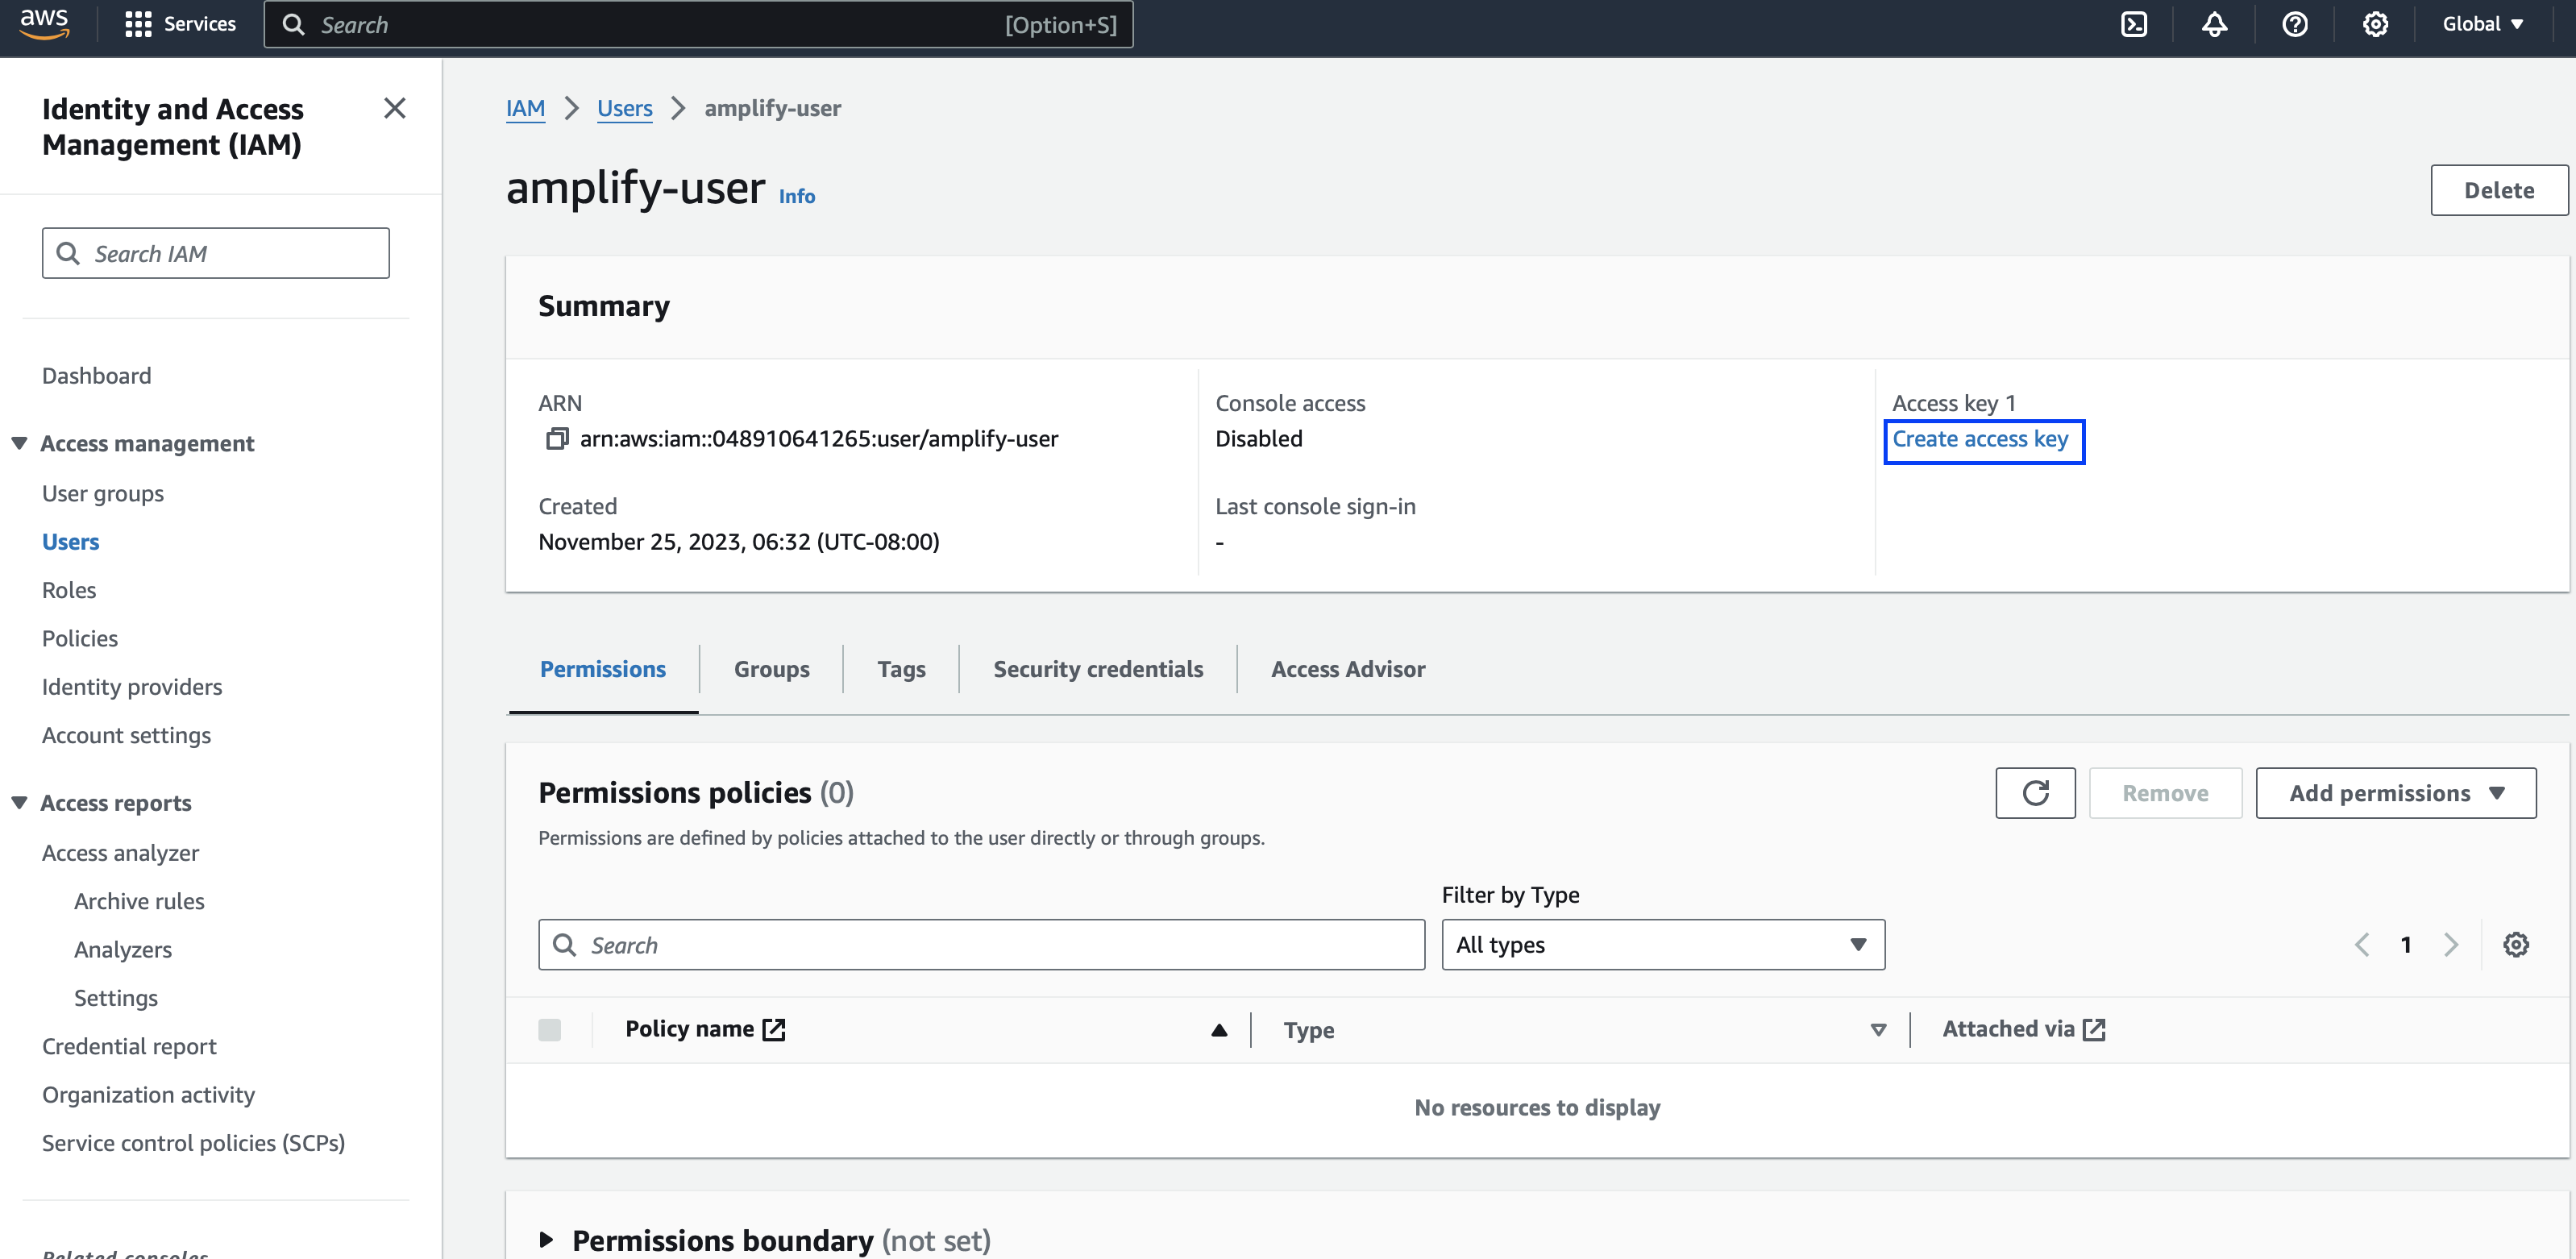 aws
Services
Search
[Option+S]
Global
Identity and Access
Management (IAM)
Search IAM
Dashboard
Access management
User groups
Users
Roles
Policies
Identity providers
Account settings
Access reports
Access analyzer
Archive rules
Analyzers
Settings
Credential report
Organization activity
Service control policies (SCPs)
Related consoles
IAM > Users > amplify-user
amplify-user Info
Delete
Summary
ARN
arn:aws:iam::048910641265:user/amplify-user
Created
November 25, 2023, 06:32 (UTC-08:00)
Console access
Disabled
Last console sign-in
-
Access key 1
Create access key
Permissions
Groups
Tags
Security credentials
Access Advisor
Permissions policies (0)
Permissions are defined by policies attached to the user directly or through groups.
Remove
Add permissions
Search
Filter by Type
All types
1
Policy name
Type
Attached via
No resources to display
Permissions boundary (not set)